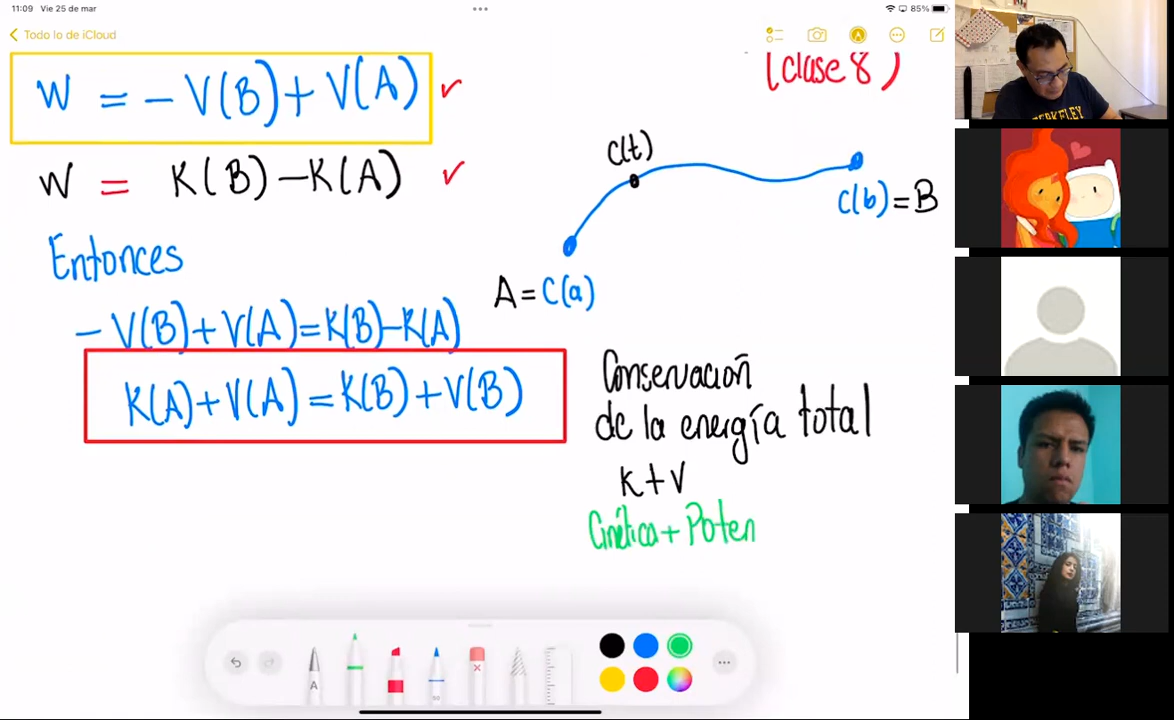 11:09 Vie 25 de mar
85%
Todo lo de iCloud
(clase 8)
W = -V(B)+V(A)
W = K(B)-K(A)
C(t)
C(b)=B
A=C(a)
Entonces
-V(B)+V(A)=K(B)-K(A)
K(A)+V(A)=K(B)+V(B)
Conservación
de la energía total
K+V
Cinética+Poten
A
BERKELEY